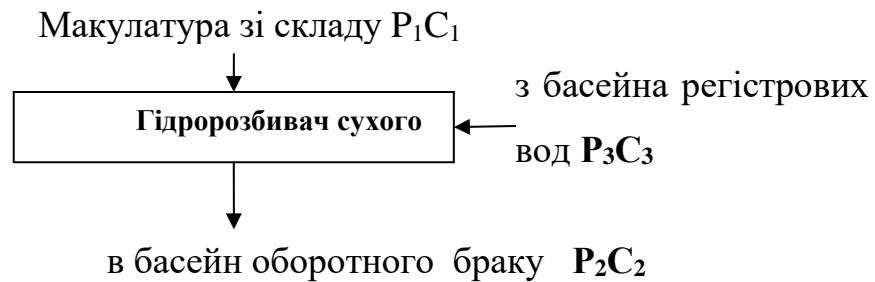 Макулатура зі складу P₁C₁
з басейна регістрових
Гідророзбивач сухого
вод P₃C₃
в басейн оборотного браку P₂C₂